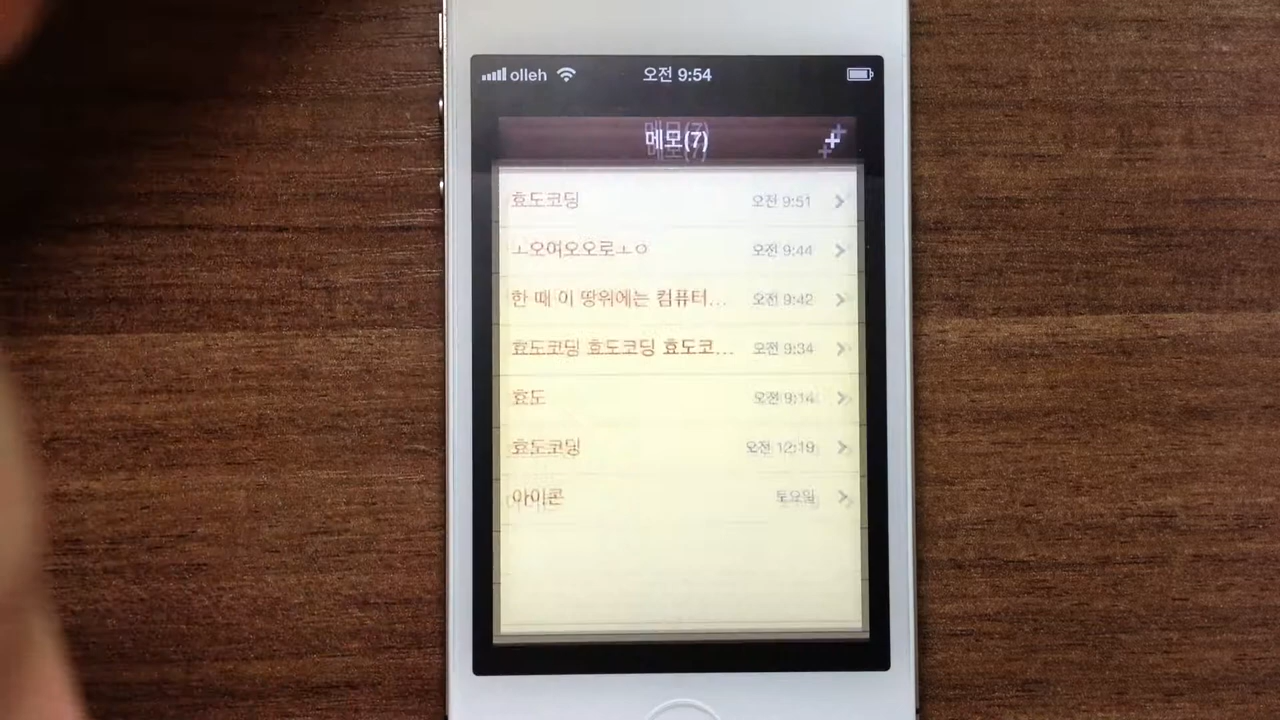 olleh 오전 9:54
메모(7) +
효도코딩 오전 9:51
ㅗ오여오오로ㅗㅇ 오전 9:44
한 때 이 땅위에는 컴퓨터... 오전 9:42
효도코딩 효도코딩 효도코... 오전 9:34
효도 오전 9:14
효도코딩 오전 12:19
아이콘 토요일